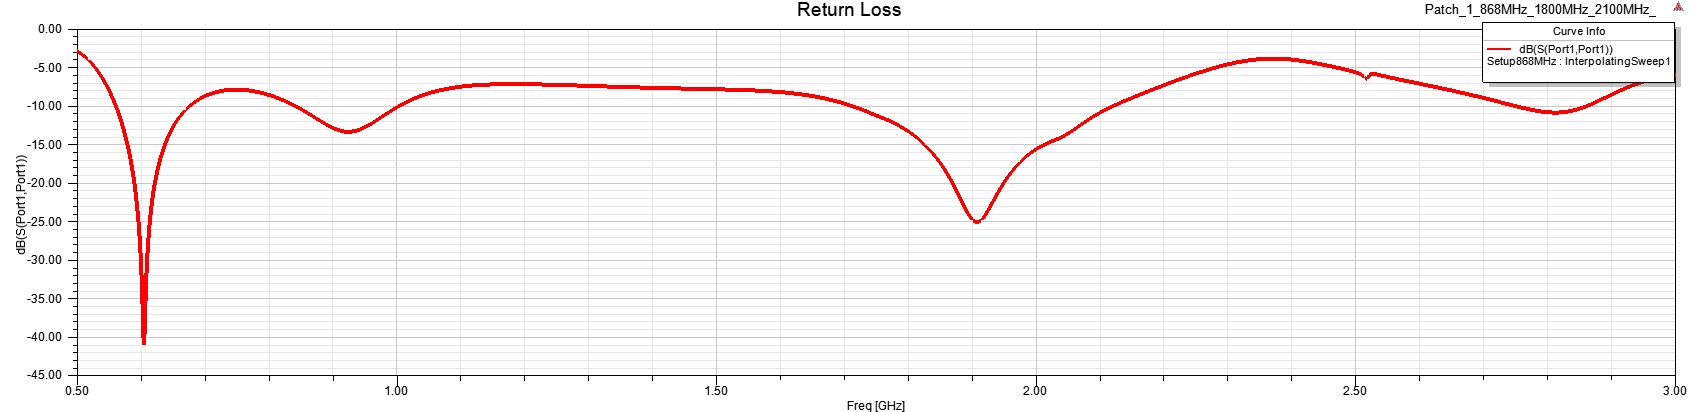 Return Loss
Patch_1_868MHz_1800MHz_2100MHz_
Curve Info
dB(S(Port1,Port1))
Setup868MHz : InterpolatingSweep1
0.00
-5.00
-10.00
-15.00
-20.00
-25.00
-30.00
-35.00
-40.00
-45.00
dB(S(Port1,Port1))
0.50
1.00
1.50
2.00
2.50
3.00
Freq [GHz]